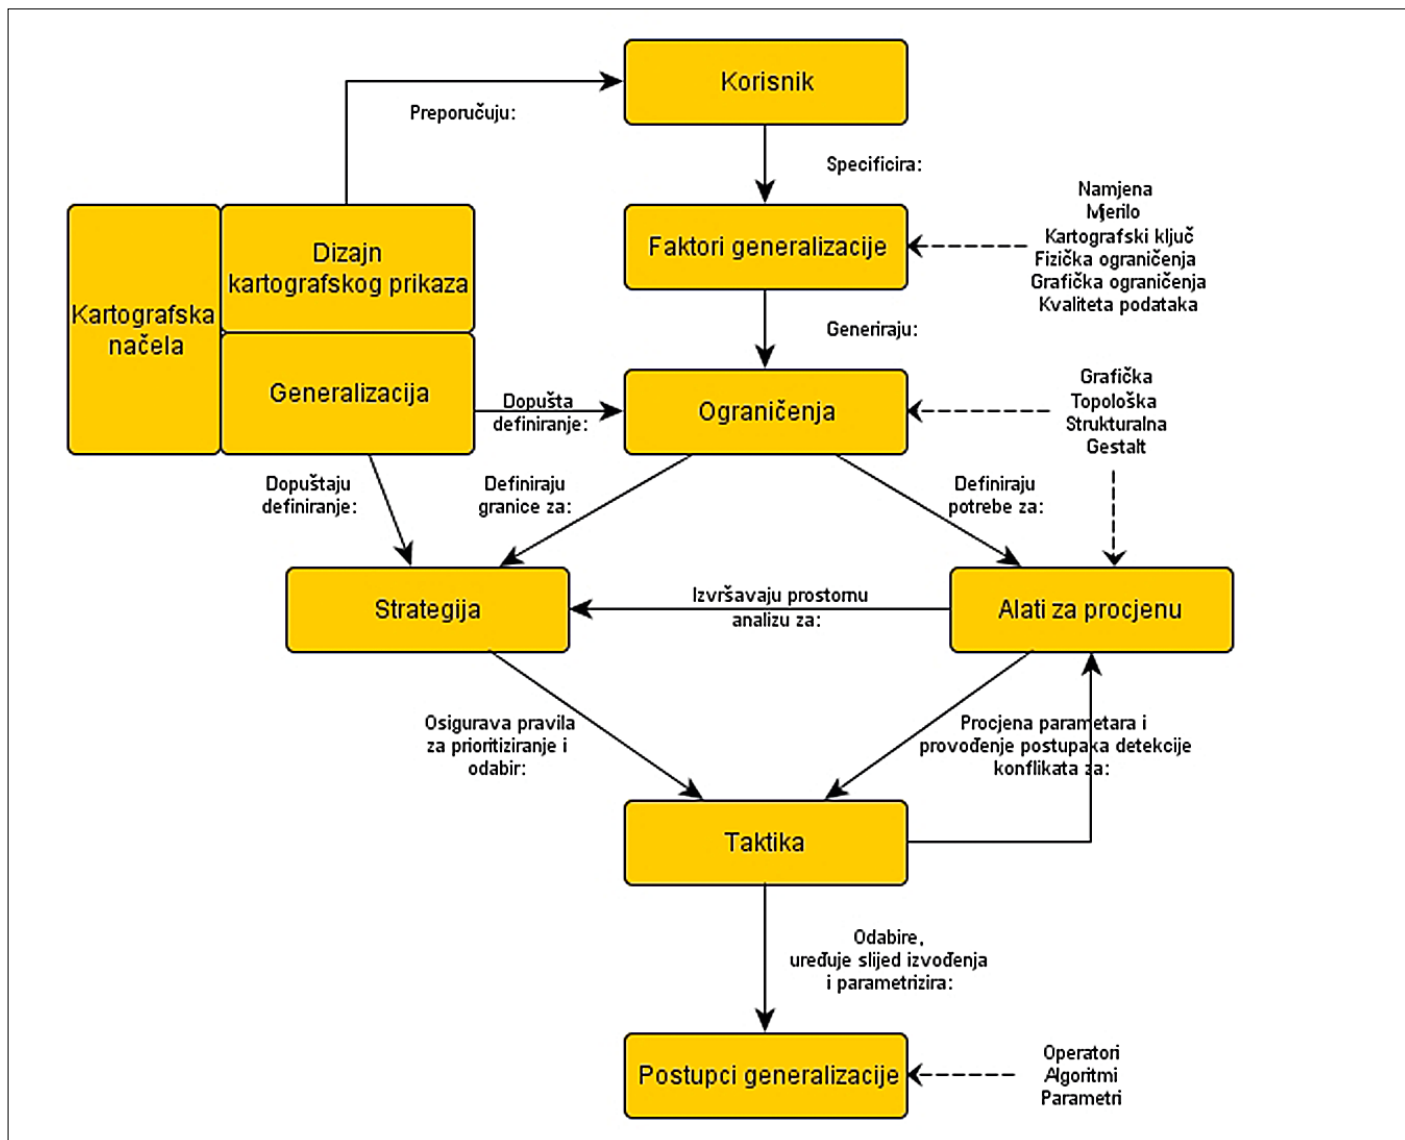 Korisnik
Preporučuju:
Specificira:
Kartografska
načela
Dizajn
kartografskog prikaza
Generalizacija
Faktori generalizacije
Namjena
Mjerilo
Kartografski ključ
Fizička ograničenja
Grafička ograničenja
Kvaliteta podataka
Generiraju:
Dopušta
definiranje:
Ograničenja
Grafička
Topološka
Strukturalna
Gestalt
Dopuštaju
definiranje:
Definiraju
granice za:
Definiraju
potrebe za:
Strategija
Izvršavaju prostornu
analizu za:
Alati za procjenu
Osigurava pravila
za prioritiziranje i
odabir:
Procjena parametara i
provođenje postupaka detekcije
konflikata za:
Taktika
Odabire,
uređuje slijed izvođenja
i parametrizira:
Postupci generalizacije
Operatori
Algoritmi
Parametri